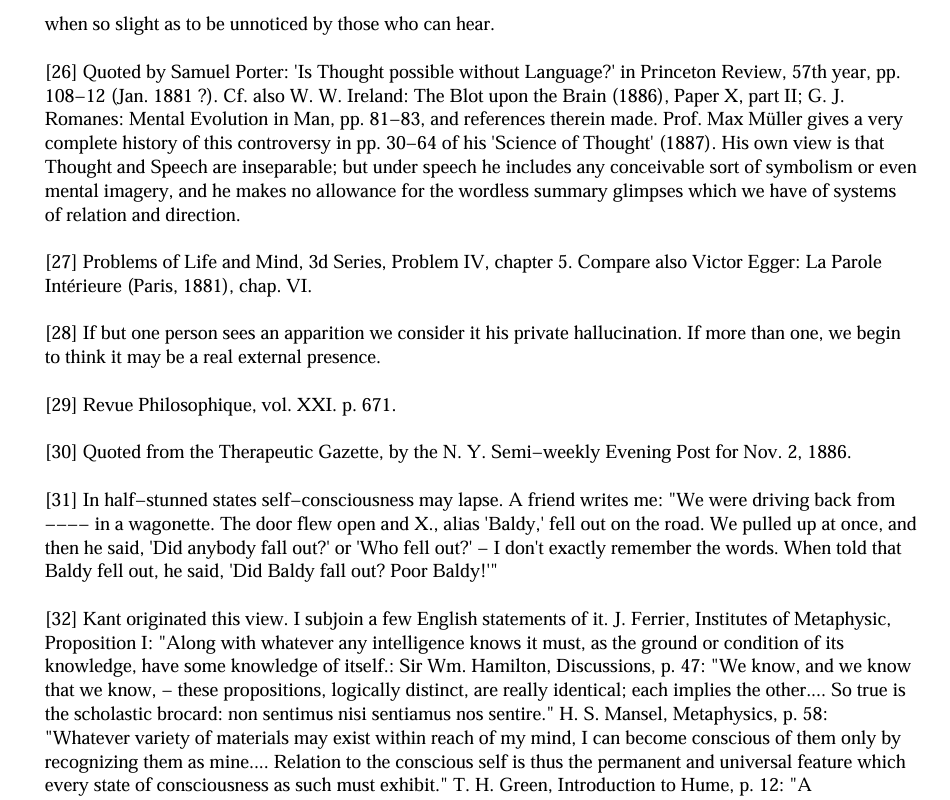 when so slight as to be unnoticed by those who can hear.
[26] Quoted by Samuel Porter: 'Is Thought possible without Language?' in Princeton Review, 57th year, pp.
108–12 (Jan. 1881 ?). Cf. also W. W. Ireland: The Blot upon the Brain (1886), Paper X, part II; G. J.
Romanes: Mental Evolution in Man, pp. 81–83, and references therein made. Prof. Max Müller gives a very
complete history of this controversy in pp. 30–64 of his 'Science of Thought' (1887). His own view is that
Thought and Speech are inseparable; but under speech he includes any conceivable sort of symbolism or even
mental imagery, and he makes no allowance for the wordless summary glimpses which we have of systems
of relation and direction.
[27] Problems of Life and Mind, 3d Series, Problem IV, chapter 5. Compare also Victor Egger: La Parole
Intérieure (Paris, 1881), chap. VI.
[28] If but one person sees an apparition we consider it his private hallucination. If more than one, we begin
to think it may be a real external presence.
[29] Revue Philosophique, vol. XXI. p. 671.
[30] Quoted from the Therapeutic Gazette, by the N. Y. Semi–weekly Evening Post for Nov. 2, 1886.
[31] In half–stunned states self–consciousness may lapse. A friend writes me: "We were driving back from
–––– in a wagonette. The door flew open and X., alias 'Baldy,' fell out on the road. We pulled up at once, and
then he said, 'Did anybody fall out?' or 'Who fell out?' – I don't exactly remember the words. When told that
Baldy fell out, he said, 'Did Baldy fall out? Poor Baldy!'"
[32] Kant originated this view. I subjoin a few English statements of it. J. Ferrier, Institutes of Metaphysic,
Proposition I: "Along with whatever any intelligence knows it must, as the ground or condition of its
knowledge, have some knowledge of itself.: Sir Wm. Hamilton, Discussions, p. 47: "We know, and we know
that we know, – these propositions, logically distinct, are really identical; each implies the other.... So true is
the scholastic brocard: non sentimus nisi sentiamus nos sentire." H. S. Mansel, Metaphysics, p. 58:
"Whatever variety of materials may exist within reach of my mind, I can become conscious of them only by
recognizing them as mine.... Relation to the conscious self is thus the permanent and universal feature which
every state of consciousness as such must exhibit." T. H. Green, Introduction to Hume, p. 12: "A